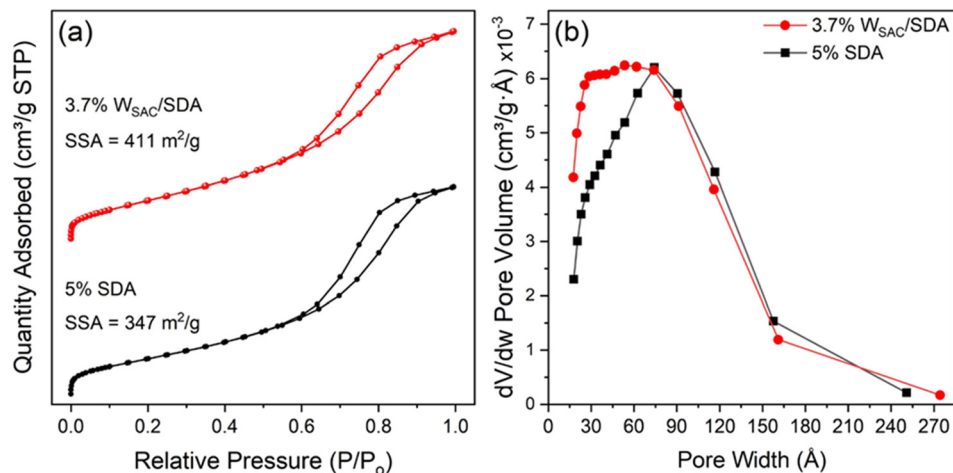 (a)
3.7% W_SAC/SDA
SSA = 411 m²/g
5% SDA
SSA = 347 m²/g
Quantity Adsorbed (cm³/g STP)
0.0 0.2 0.4 0.6 0.8 1.0
Relative Pressure (P/P₀)
(b)
3.7% W_SAC/SDA
5% SDA
dV/dw Pore Volume (cm³/g·Å) x10⁻³
7
6
5
4
3
2
1
0
0 30 60 90 120 150 180 210 240 270
Pore Width (Å)